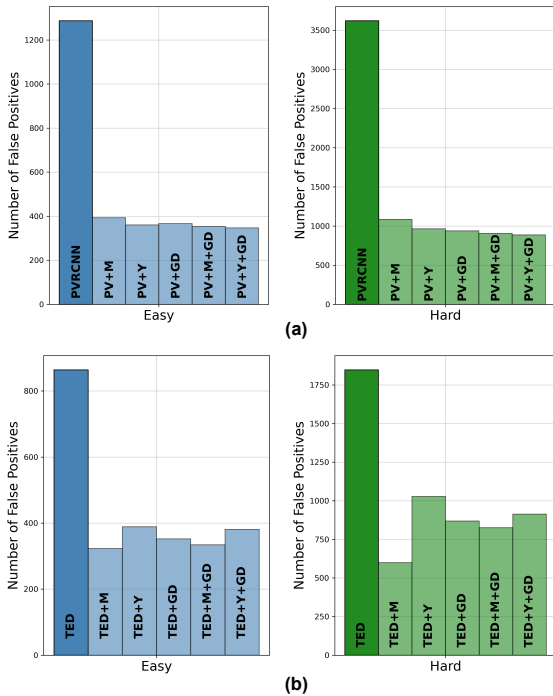 Number of False Positives
1200
1000
800
600
400
200
0
PVRCNN
PV+M
PV+Y
PV+GD
PV+M+GD
PV+Y+GD
Easy
Number of False Positives
3500
3000
2500
2000
1500
1000
500
0
PVRCNN
PV+M
PV+Y
PV+GD
PV+M+GD
PV+Y+GD
Hard
(a)
Number of False Positives
800
600
400
200
0
TED
TED+M
TED+Y
TED+GD
TED+M+GD
TED+Y+GD
Easy
Number of False Positives
1750
1500
1250
1000
750
500
250
0
TED
TED+M
TED+Y
TED+GD
TED+M+GD
TED+Y+GD
Hard
(b)